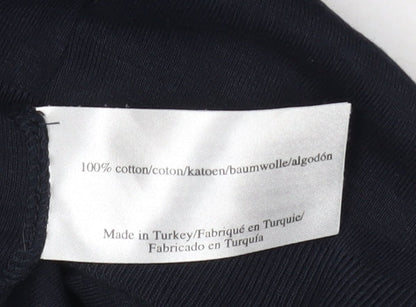 100% cotton/coton/katoen/baumwolle/algodón
Made in Turkey/Fabriqué en Turquie/
Fabricado en Turquía